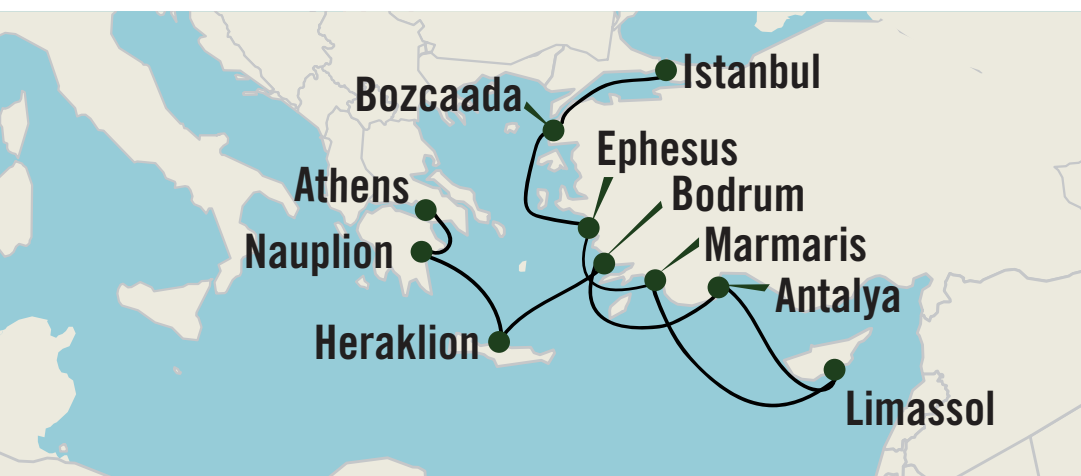 Istanbul
Bozcaada
Ephesus
Athens
Bodrum
Nauplion
Marmaris
Antalya
Heraklion
Limassol